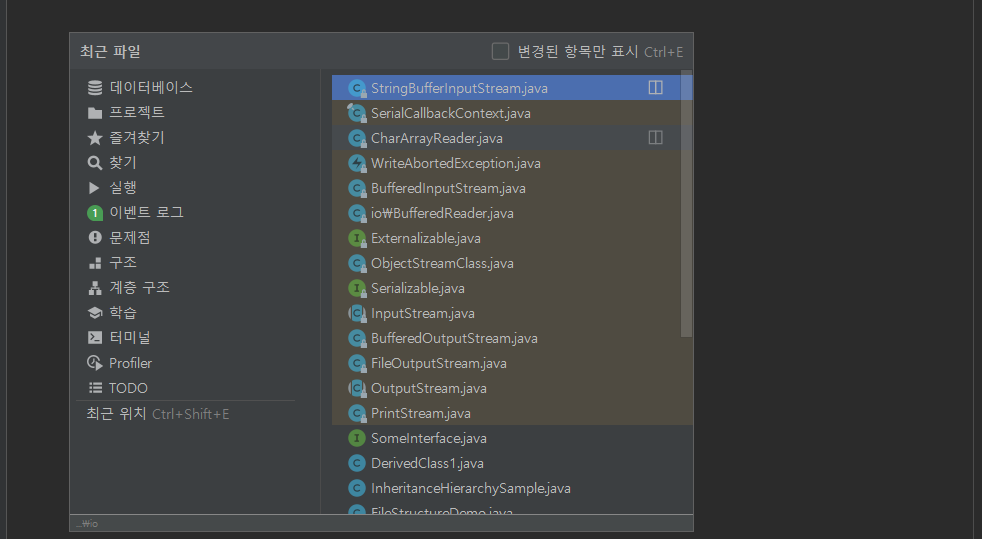 최근 파일
변경된 항목만 표시 Ctrl+E
데이터베이스
프로젝트
즐겨찾기
찾기
실행
1 이벤트 로그
문제점
구조
계층 구조
학습
터미널
Profiler
TODO
최근 위치 Ctrl+Shift+E
C StringBufferInputStream.java
C SerialCallbackContext.java
C CharArrayReader.java
WriteAbortedException.java
C BufferedInputStream.java
C io₩BufferedReader.java
I Externalizable.java
C ObjectStreamClass.java
I Serializable.java
C InputStream.java
C BufferedOutputStream.java
C FileOutputStream.java
C OutputStream.java
C PrintStream.java
I SomeInterface.java
C DerivedClass1.java
C InheritanceHierarchySample.java
C FileStructureDemo.java
...₩io